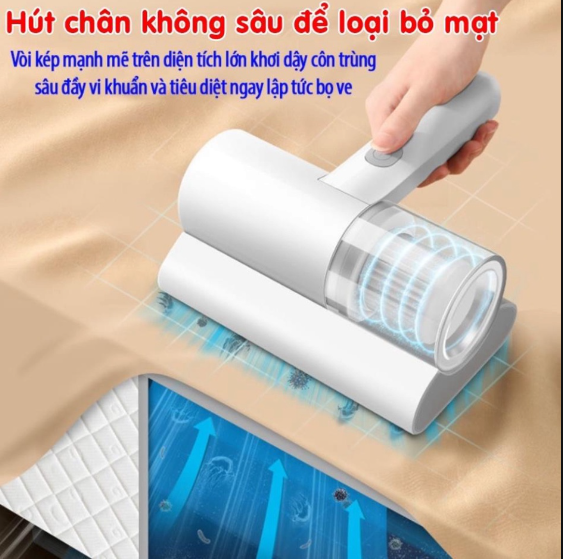 Hút chân không sâu để loại bỏ mạt
Vòi kép mạnh mẽ trên diện tích lớn khơi dậy côn trùng
sâu đầy vi khuẩn và tiêu diệt ngay lập tức bọ ve